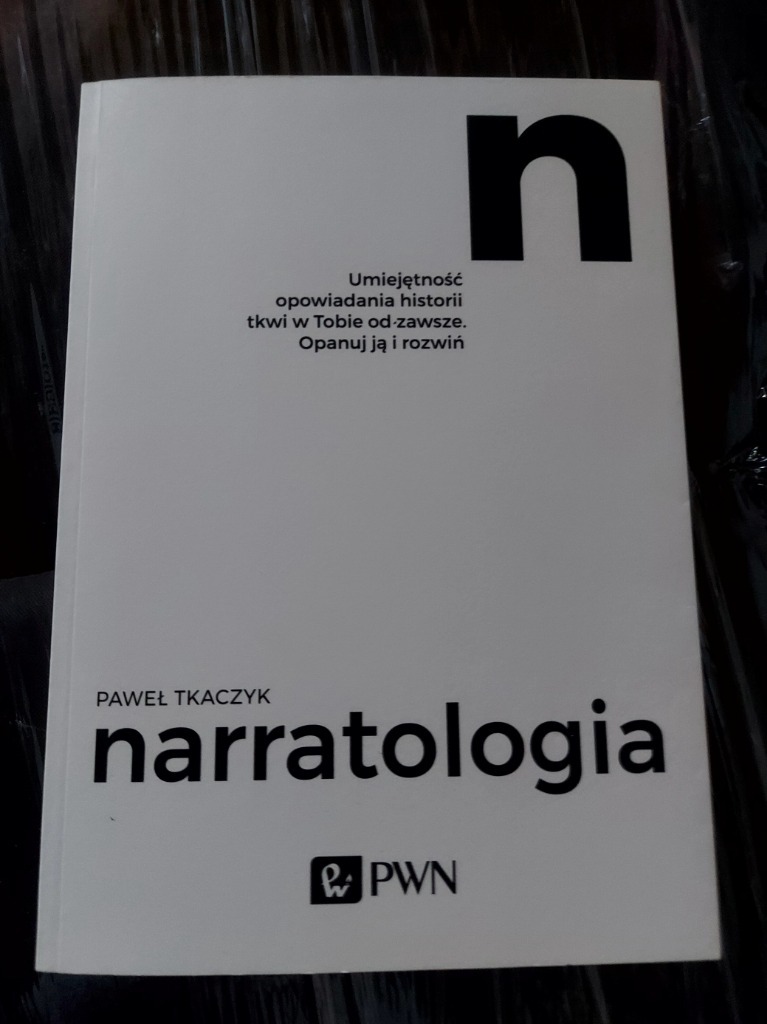 n
Umiejętność
opowiadania historii
tkwi w Tobie od zawsze.
Opanuj ją i rozwiń
PAWEŁ TKACZYK
narratologia
PWN